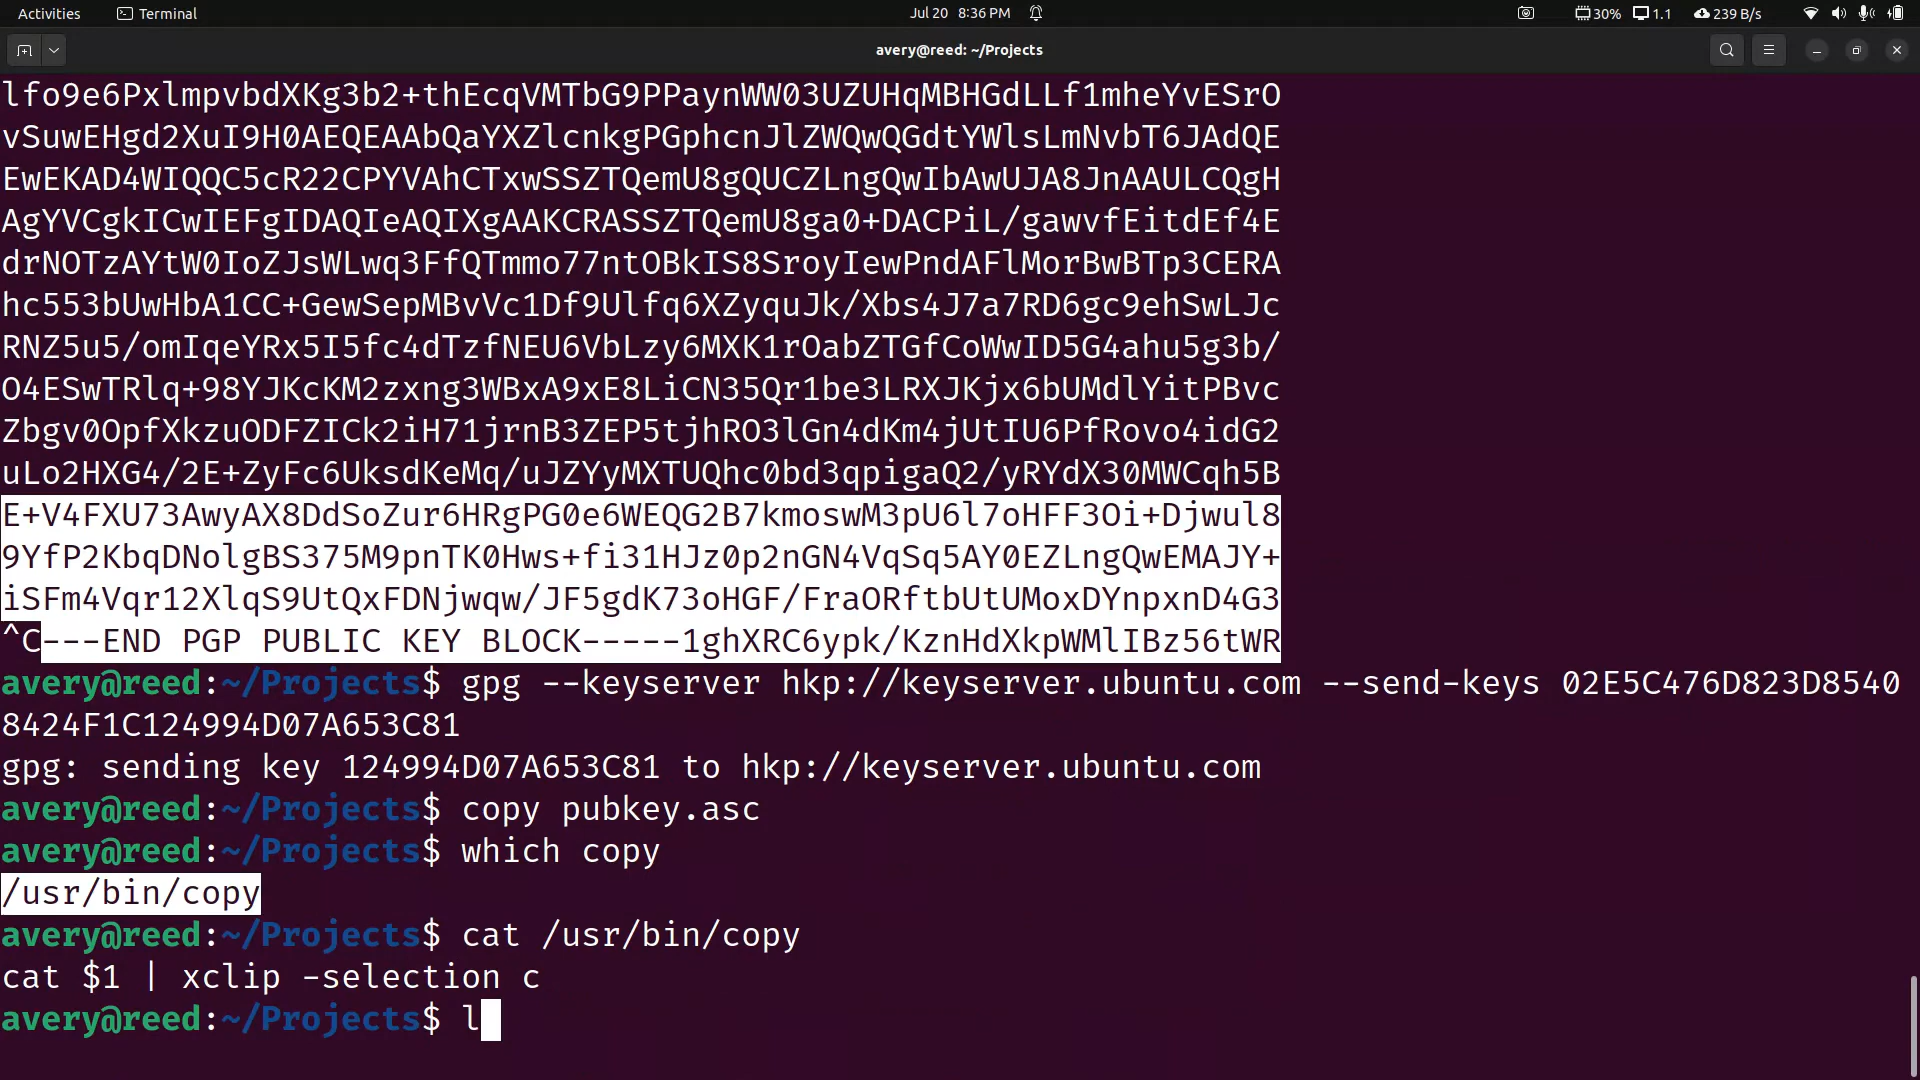 Activities Terminal Jul 20 8:36 PM 30% 1.1 239 B/s
avery@reed: ~/Projects
lfo9e6PxlmpvbdXKg3b2+thEcqVMTbG9PPaynWW03UZUHqMBHGdLLf1mheYvESrO
vSuwEHgd2XuI9H0AEQEAAbQaYXZlcnkgPGphcnJlZWQwQGdtYWlsLmNvbT6JAdQE
EwEKAD4WIQQC5cR22CPYVAhCTxwSSZTQemU8gQUCZLngQwIbAwUJA8JnAAULCQgH
AgYVCgkICwIEFgIDAQIeAQIXgAAKCRASSZTQemU8ga0+DACPiL/gawvfEitdEf4E
drNOTzAYtW0IoZJsWLwq3FfQTmmo77ntOBkIS8SroyIewPndAFlMorBwBTp3CERA
hc553bUwHbA1CC+GewSepMBvVc1Df9Ulfq6XZyquJk/Xbs4J7a7RD6gc9ehSwLJc
RNZ5u5/omIqeYRx5I5fc4dTzfNEU6VbLzy6MXK1rOabZTGfCoWwID5G4ahu5g3b/
O4ESwTRlq+98YJKcKM2zxng3WBxA9xE8LiCN35Qr1be3LRXJKjx6bUMdlYitPBvc
Zbgv0OpfXkzuODFZICk2iH71jrnB3ZEP5tjhRO3lGn4dKm4jUtIU6PfRovo4idG2
uLo2HXG4/2E+ZyFc6UksdKeMq/uJZYyMXTUQhc0bd3qpigaQ2/yRYdX30MWCqh5B
E+V4FXU73AwyAX8DdSoZur6HRgPG0e6WEQG2B7kmoswM3pU6l7oHFF3Oi+Djwul8
9YfP2KbqDNolgBS375M9pnTK0Hws+fi31HJz0p2nGN4VqSq5AY0EZLngQwEMAJY+
iSFm4Vqr12XlqS9UtQxFDNjwqw/JF5gdK73oHGF/FraORftbUtUMoxDYnpxnD4G3
^C---END PGP PUBLIC KEY BLOCK-----1ghXRC6ypk/KznHdXkpWMlIBz56tWR
avery@reed:~/Projects$ gpg --keyserver hkp://keyserver.ubuntu.com --send-keys 02E5C476D823D8540
8424F1C124994D07A653C81
gpg: sending key 124994D07A653C81 to hkp://keyserver.ubuntu.com
avery@reed:~/Projects$ copy pubkey.asc
avery@reed:~/Projects$ which copy
/usr/bin/copy
avery@reed:~/Projects$ cat /usr/bin/copy
cat $1 | xclip -selection c
avery@reed:~/Projects$ l